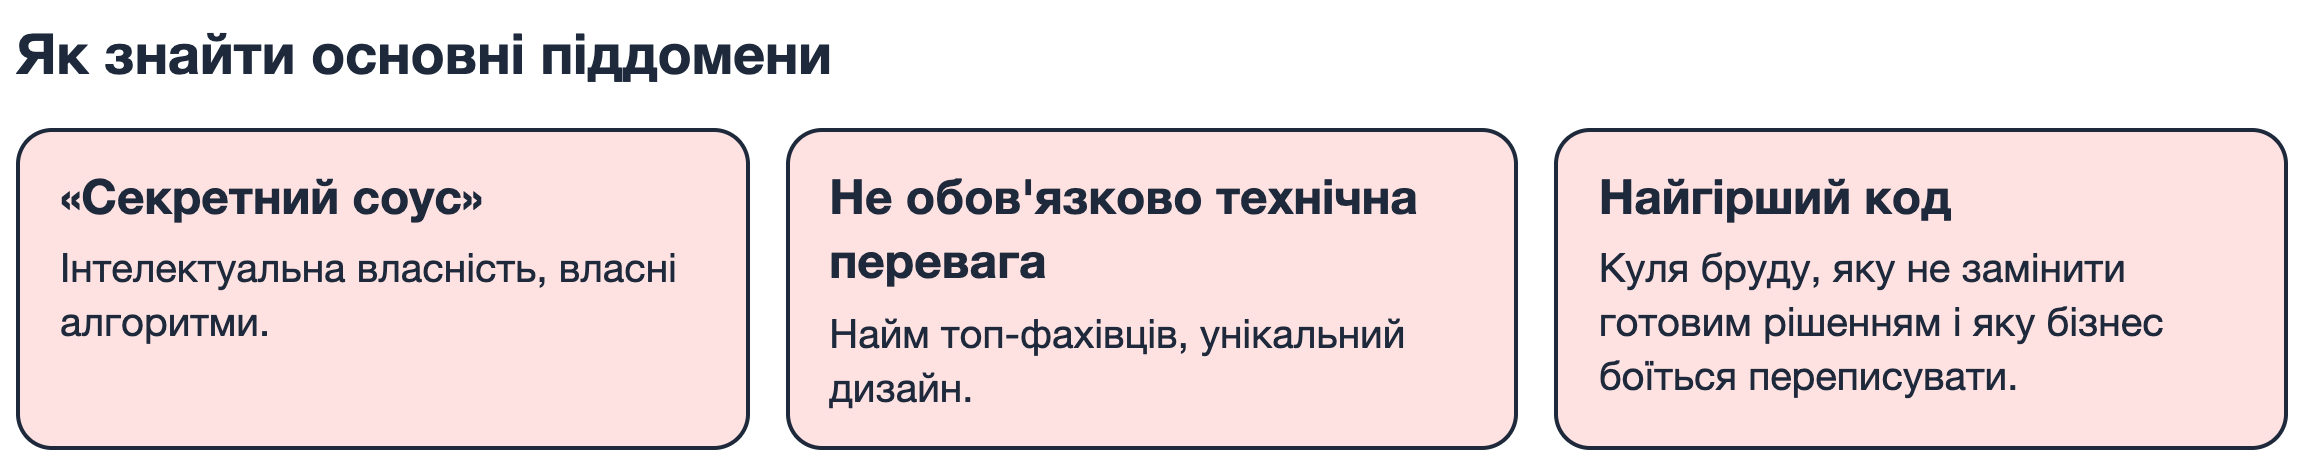 Як знайти основні піддомени
«Секретний соус»
Інтелектуальна власність, власні
алгоритми.
Не обов'язково технічна
перевага
Найм топ-фахівців, унікальний
дизайн.
Найгірший код
Куля бруду, яку не замінити
готовим рішенням і яку бізнес
боїться переписувати.